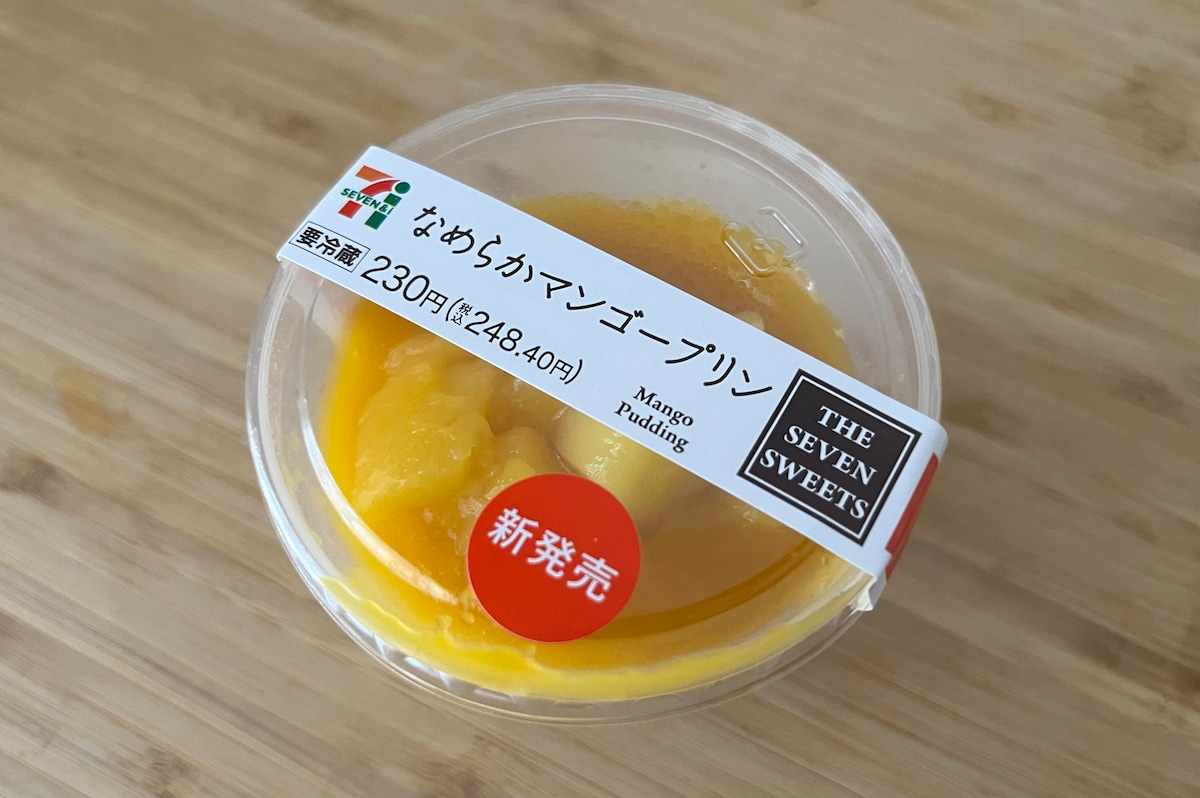 SEVEN&i
なめらかマンゴープリン
要冷蔵
230円(税込248.40円)
Mango
Pudding
THE
SEVEN
SWEETS
新発売